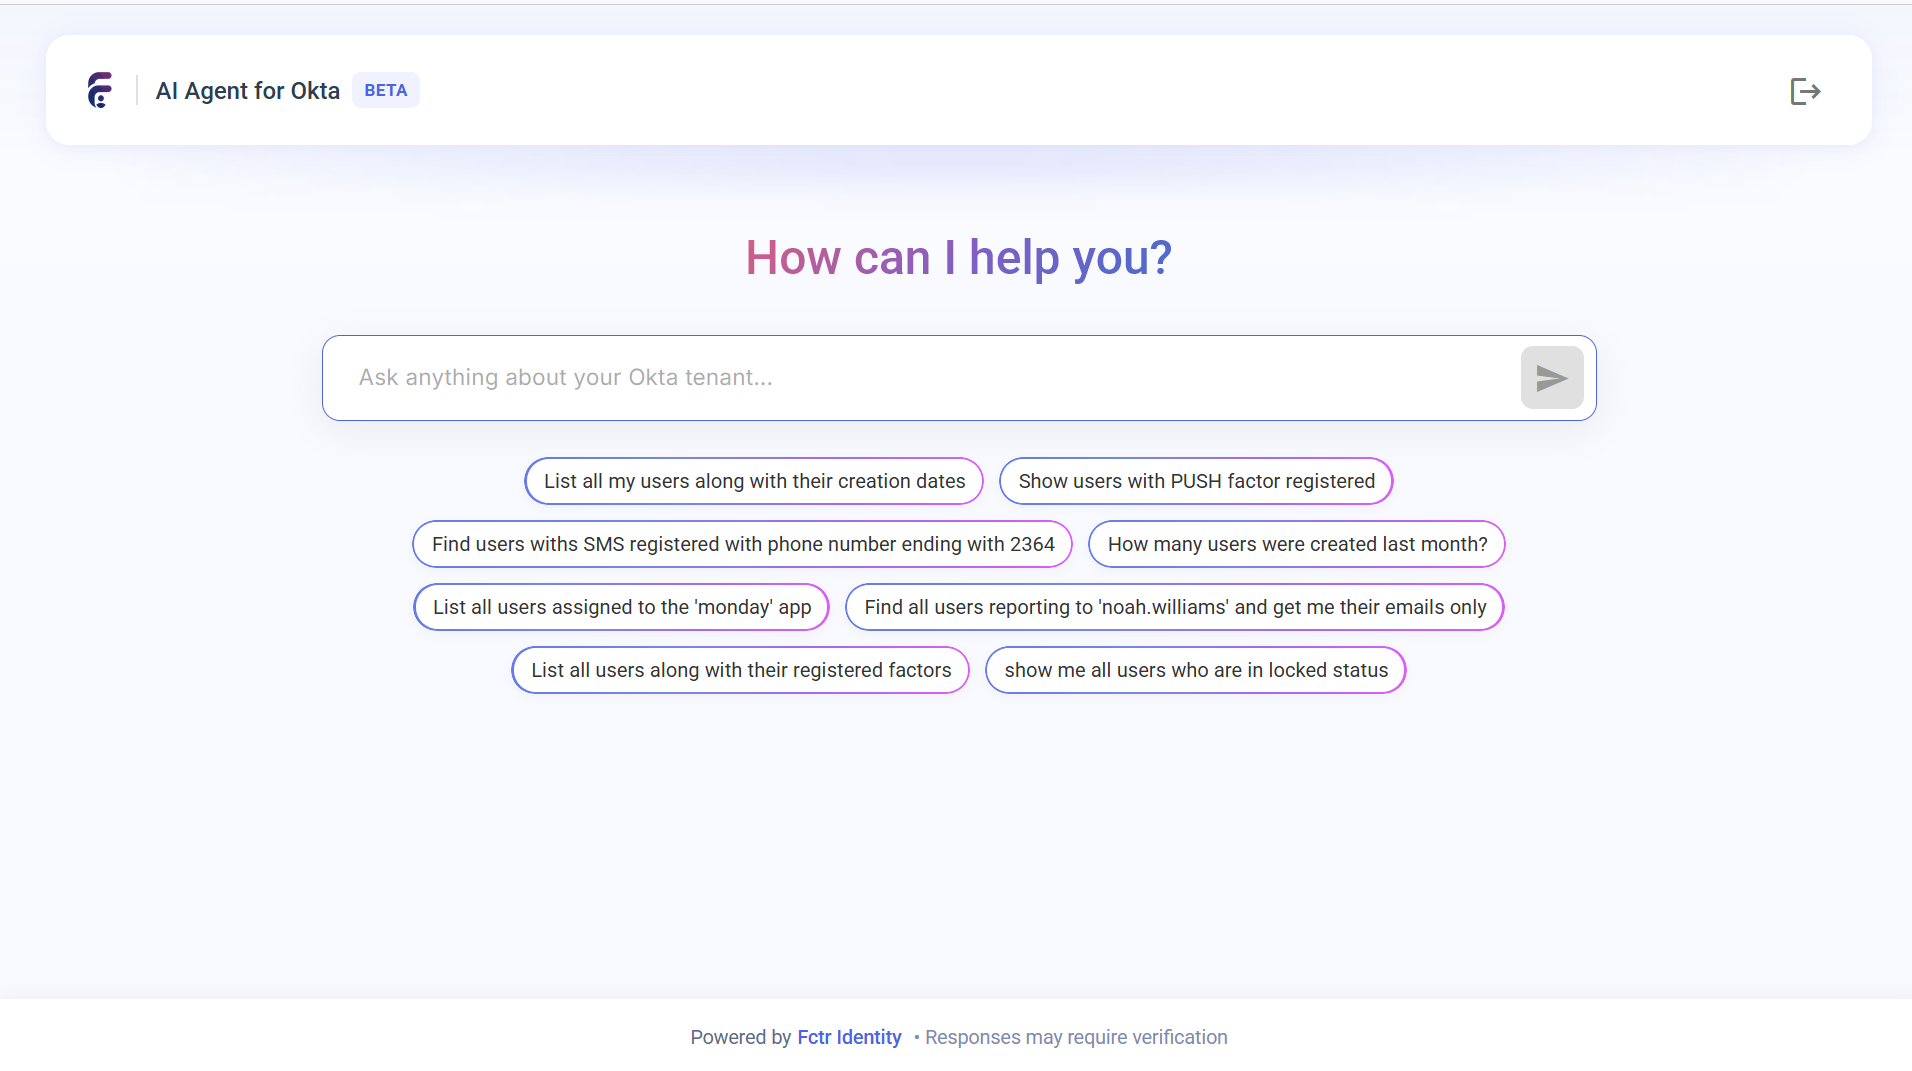 AI Agent for Okta BETA
How can I help you?
Ask anything about your Okta tenant...
List all my users along with their creation dates
Show users with PUSH factor registered
Find users withs SMS registered with phone number ending with 2364
How many users were created last month?
List all users assigned to the 'monday' app
Find all users reporting to 'noah.williams' and get me their emails only
List all users along with their registered factors
show me all users who are in locked status
Powered by Fctr Identity • Responses may require verification